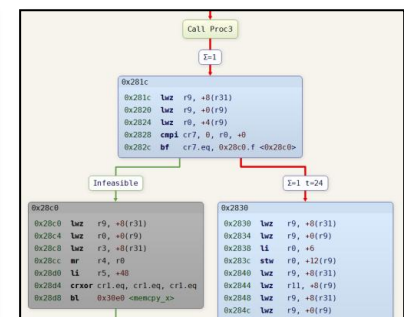 Call Proc3
Σ=1
0x281c
0x281c lwz r9, +8(r31)
0x2820 lwz r9, +0(r9)
0x2824 lwz r0, +4(r9)
0x2828 cmpi cr7, 0, r0, +0
0x282c bf cr7.eq, 0x28c0.f <0x28c0>
Infeasible
Σ=1 t=24
0x28c0
0x28c0 lwz r9, +8(r31)
0x28c4 lwz r0, +0(r9)
0x28c8 lwz r3, +8(r31)
0x28cc mr r4, r0
0x28d0 li r5, +48
0x28d4 crxor cr1.eq, cr1.eq, cr1.eq
0x28d8 bl 0x30e0 <memcpy_x>
0x2830
0x2830 lwz r9, +8(r31)
0x2834 lwz r9, +0(r9)
0x2838 li r0, +6
0x283c stw r0, +12(r9)
0x2840 lwz r9, +8(r31)
0x2844 lwz r11, +8(r9)
0x2848 lwz r9, +8(r31)
0x284c lwz r9, +0(r9)